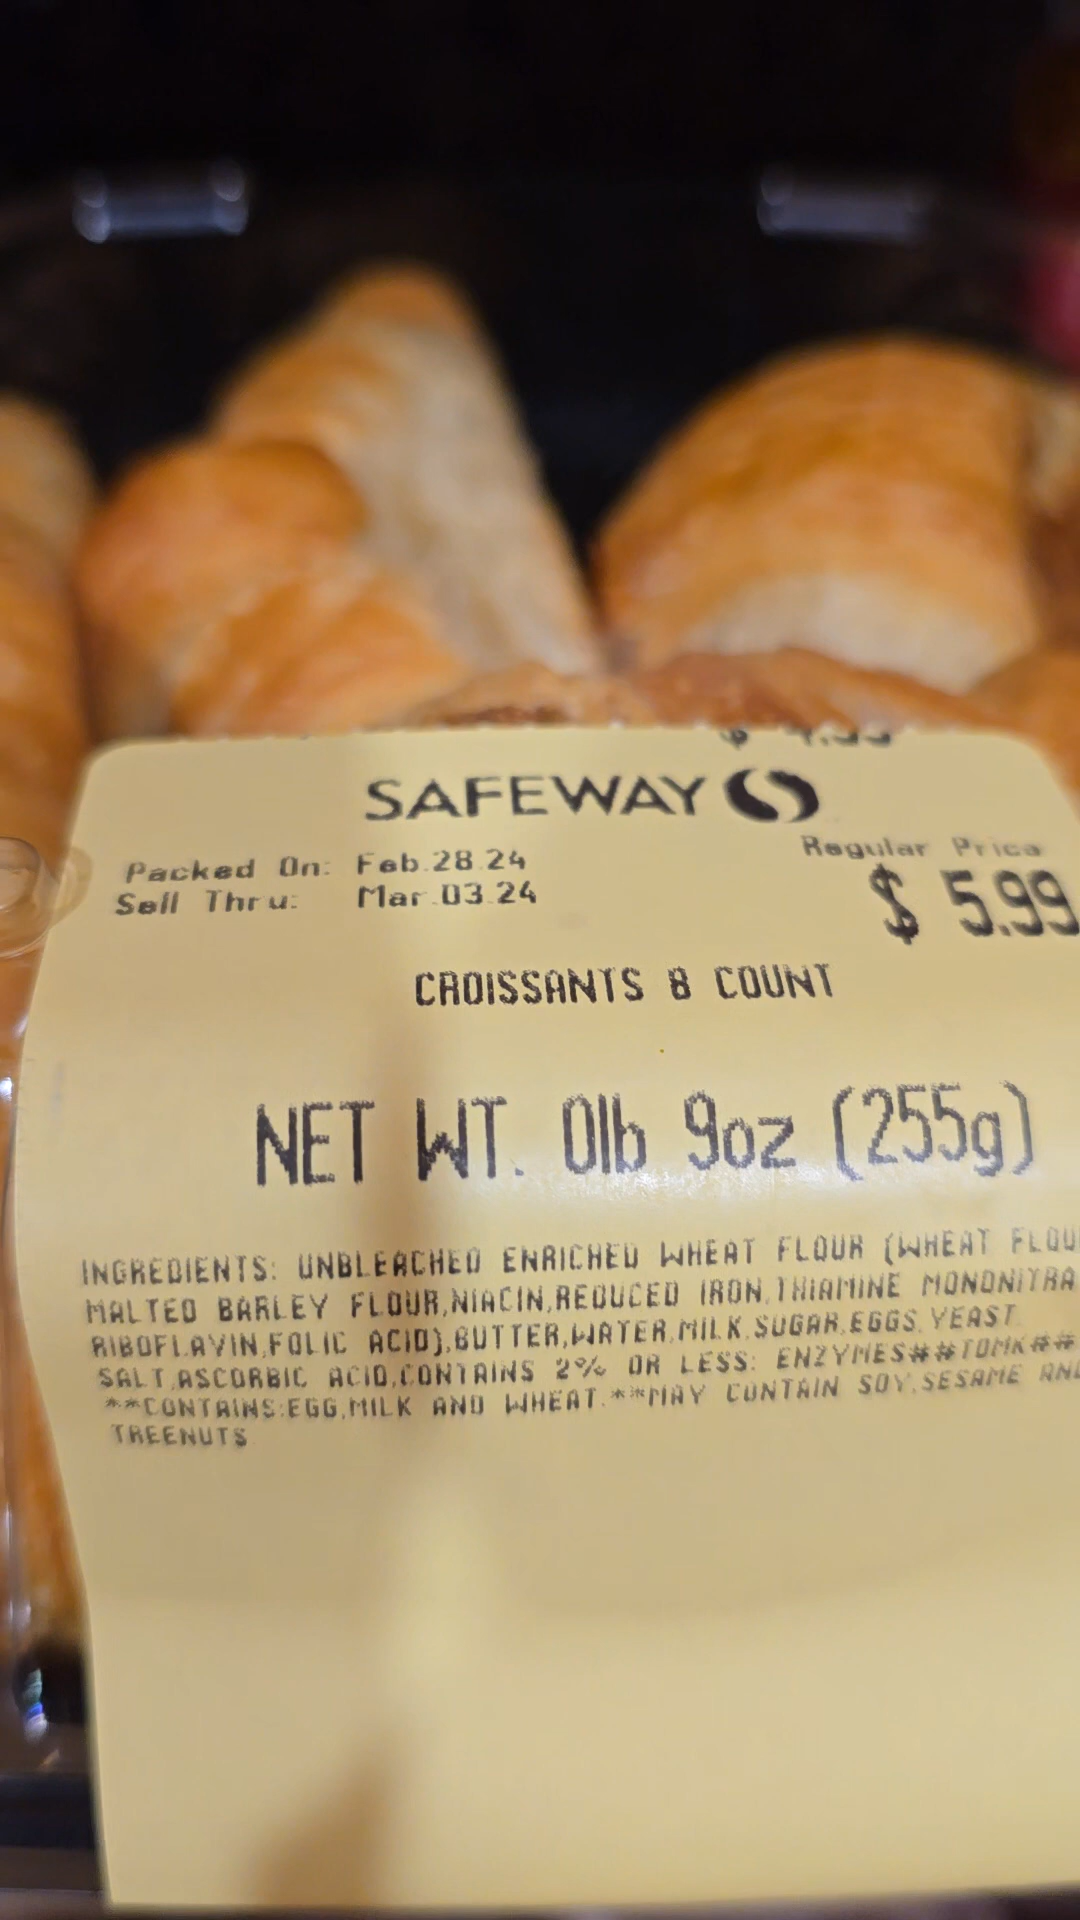 $ 4.99
SAFEWAY
Regular Price
Packed On: Feb.28.24
$ 5.99
Sell Thru: Mar.03.24
CROISSANTS 8 COUNT
NET WT. 0lb 9oz (255g)
INGREDIENTS: UNBLEACHED ENRICHED WHEAT FLOUR (WHEAT FLOU
MALTED BARLEY FLOUR,NIACIN,REDUCED IRON,THIAMINE MONONITRA
RIBOFLAVIN,FOLIC ACID),BUTTER,WATER,MILK,SUGAR,EGGS,YEAST
SALT,ASCORBIC ACID,CONTAINS 2% OR LESS: ENZYMES##TOMK##
**CONTAINS:EGG,MILK AND WHEAT.**MAY CONTAIN SOY,SESAME AND
TREENUTS